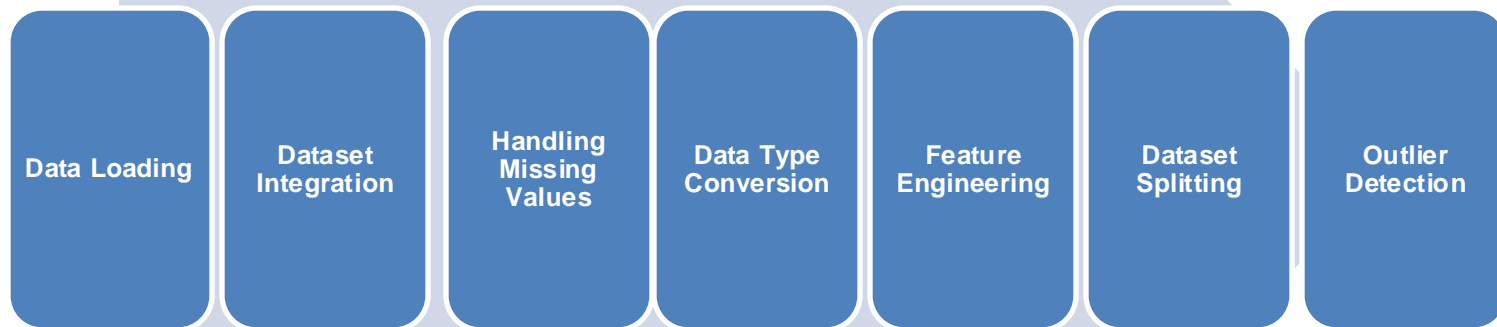 Data Loading
Dataset
Integration
Handling
Missing
Values
Data Type
Conversion
Feature
Engineering
Dataset
Splitting
Outlier
Detection